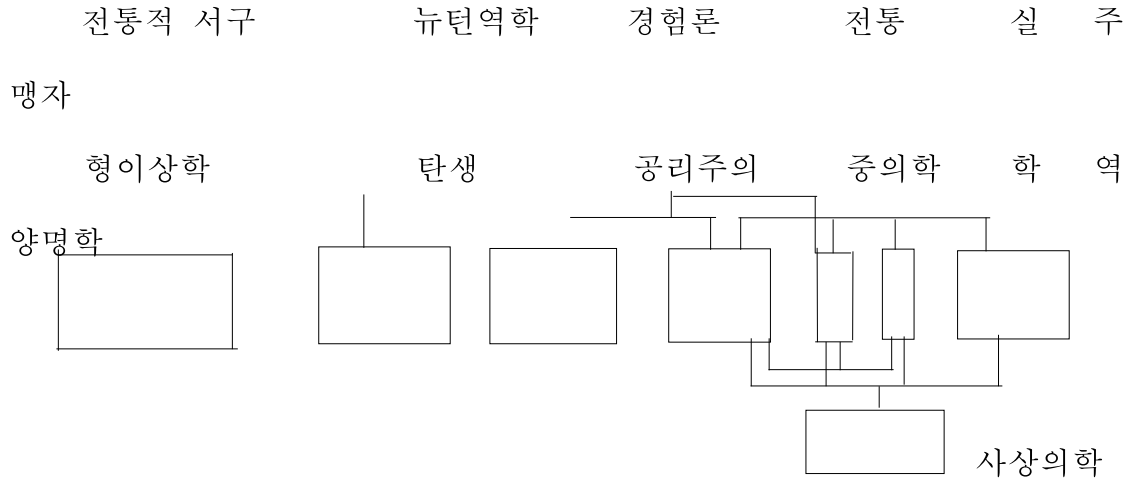 전통적 서구 뉴턴역학 경험론 전통 실 주
맹자
형이상학 탄생 공리주의 중의학 학 역
양명학
사상의학